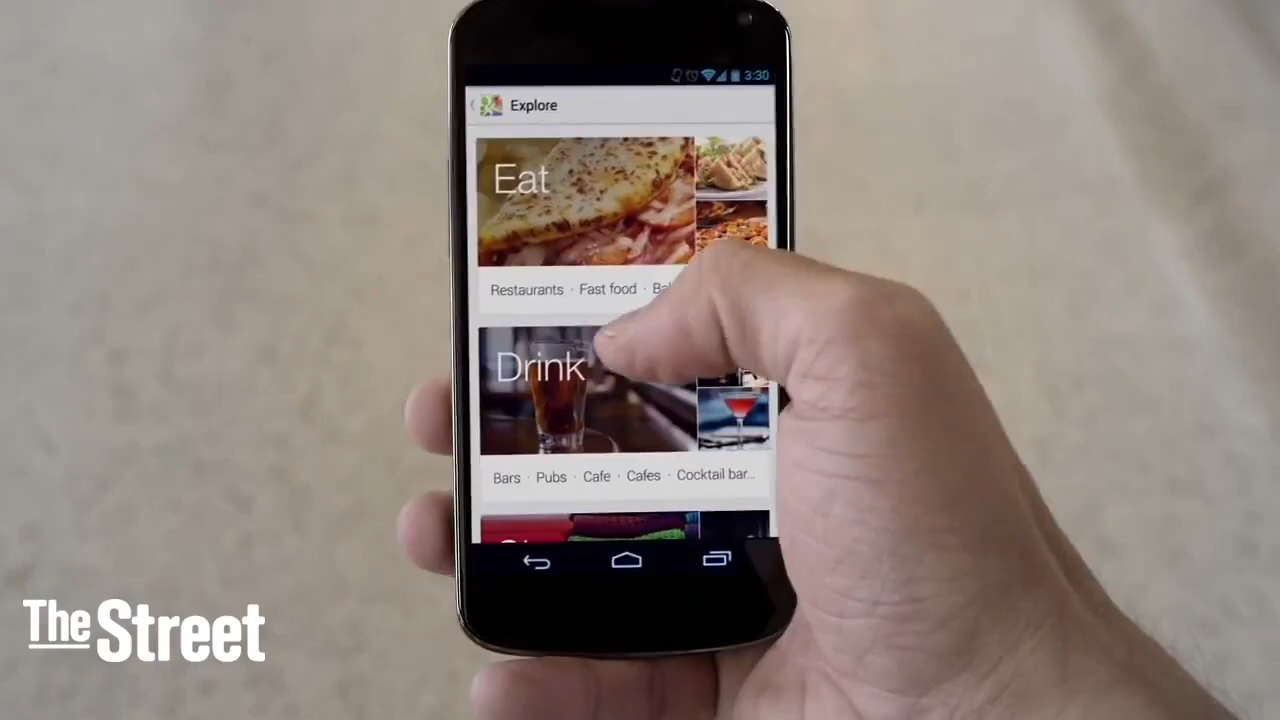 3:30
Explore
Eat
Restaurants · Fast food ·
Drink
Bars · Pubs · Cafe · Cafes · Cocktail bar...
The Street